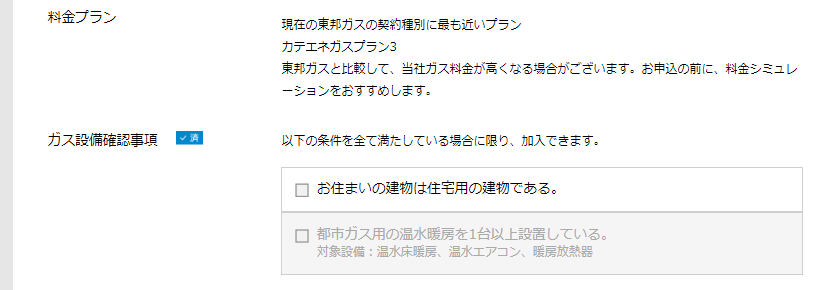 料金プラン
現在の東邦ガスの契約種別に最も近いプラン
カテエネガスプラン3
東邦ガスと比較して、当社ガス料金が高くなる場合がございます。お申込の前に、料金シミュレ
ーションをおすすめします。
ガス設備確認事項
✓ 済
以下の条件を全て満たしている場合に限り、加入できます。
お住まいの建物は住宅用の建物である。
都市ガス用の温水暖房を1台以上設置している。
対象設備：温水床暖房、温水エアコン、暖房放熱器